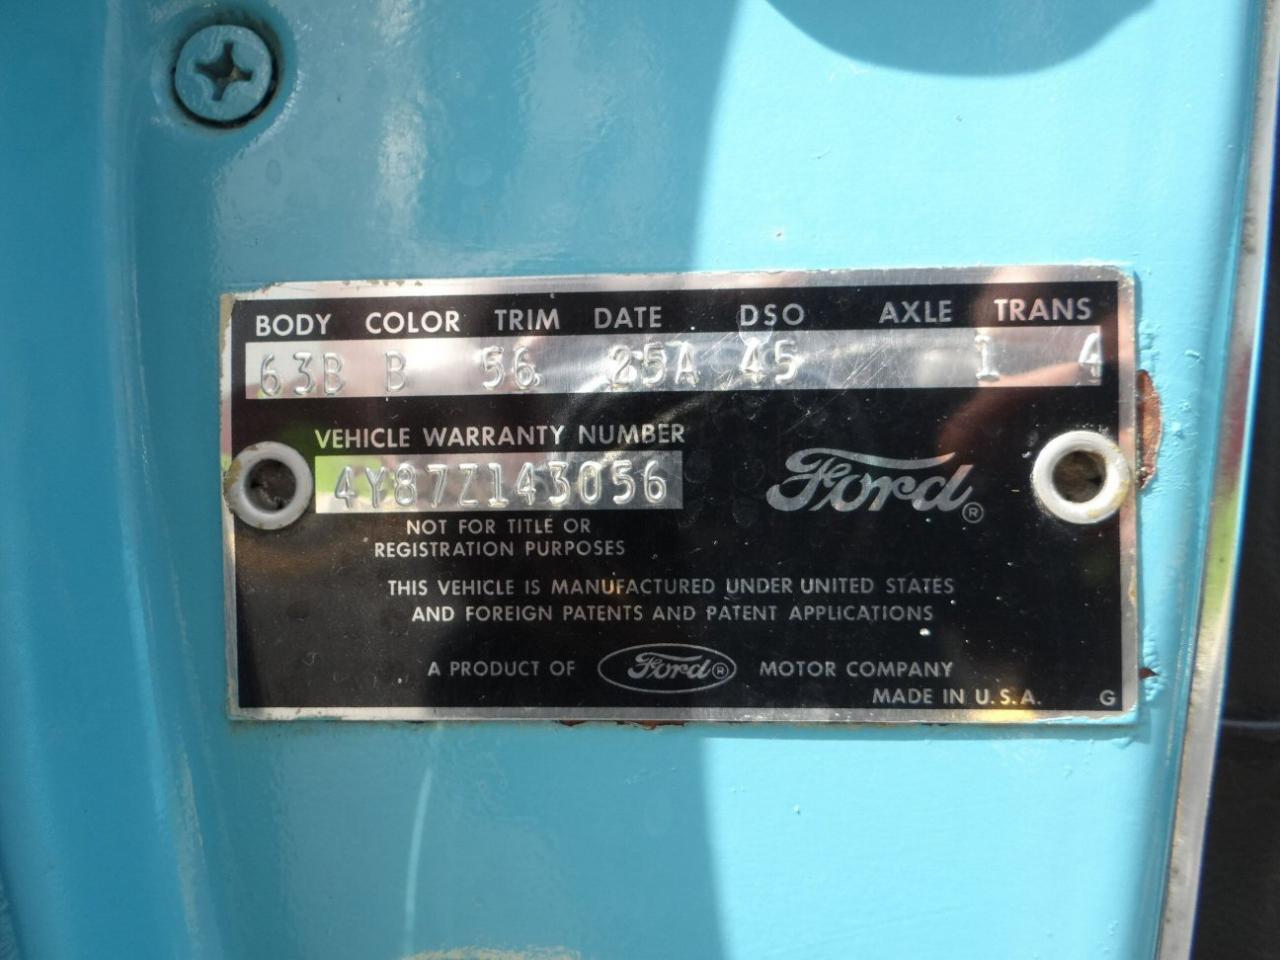 BODY COLOR TRIM DATE DSO AXLE TRANS
63B B 56 25A 45 1 4
VEHICLE WARRANTY NUMBER
4Y87Z143056
Ford®
NOT FOR TITLE OR
REGISTRATION PURPOSES
THIS VEHICLE IS MANUFACTURED UNDER UNITED STATES
AND FOREIGN PATENTS AND PATENT APPLICATIONS
A PRODUCT OF Ford® MOTOR COMPANY
MADE IN U.S.A. G